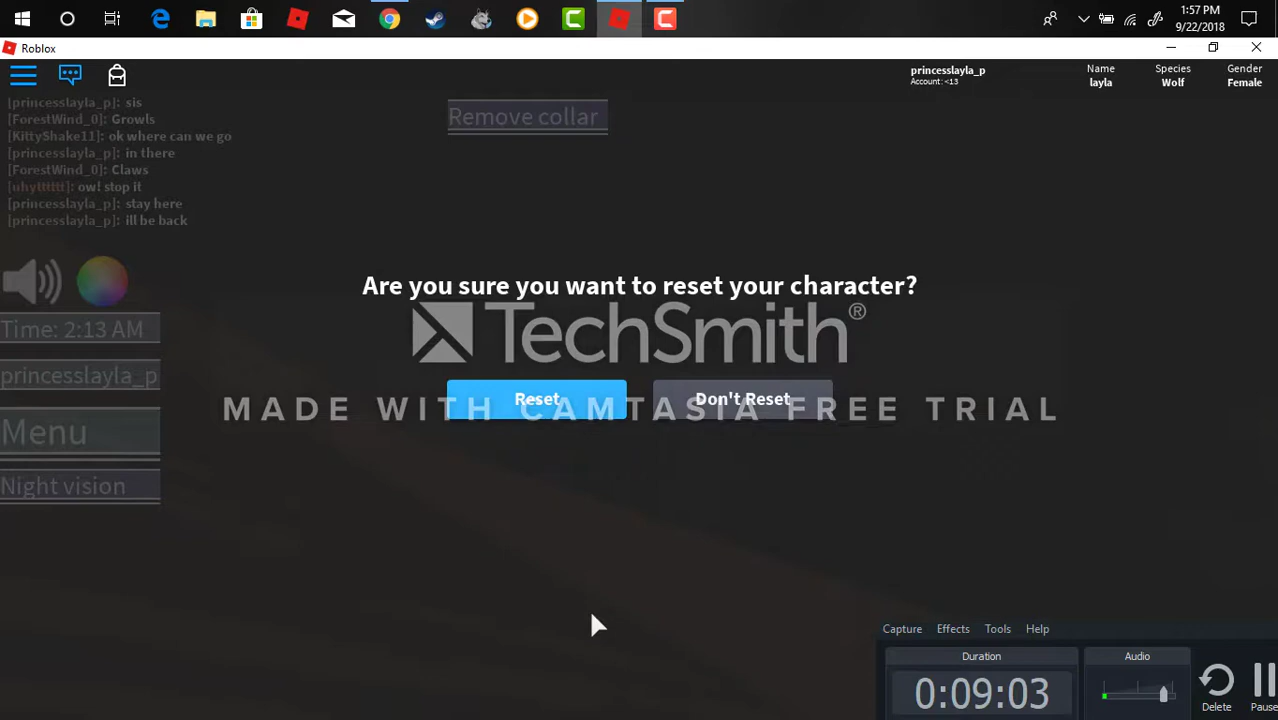 1:57 PM
9/22/2018
Roblox
princesslayla_p
Account: <13
Name
layla
Species
Wolf
Gender
Female
[princesslayla_p]: sis
[ForestWind_0]: Growls
[KittyShake11]: ok where can we go
[princesslayla_p]: in there
[ForestWind_0]: Claws
[uhytttttt]: ow! stop it
[princesslayla_p]: stay here
[princesslayla_p]: ill be back
Remove collar
Time: 2:13 AM
princesslayla_p
Menu
Night vision
Are you sure you want to reset your character?
TechSmith®
Reset
Don't Reset
MADE WITH CAMTASIA FREE TRIAL
Capture Effects Tools Help
Duration
0:09:03
Audio
Delete
Pause